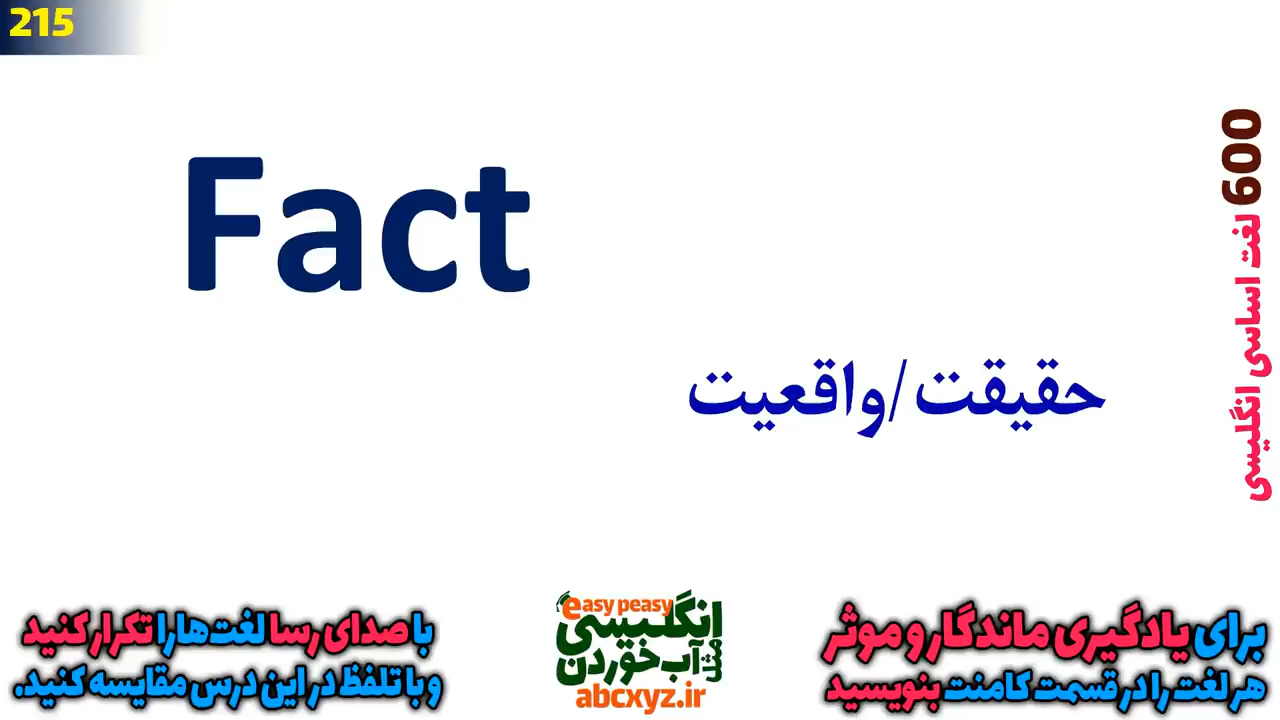 215
Fact
حقیقت/واقعیت
600 لغت اساسی انگلیسی
با صدای رسا لغت‌ها را تکرار کنید
و با تلفظ در این درس مقایسه کنید.
easy peasy
انگلیسی
مثل آب خوردن
abcxyz.ir
برای یادگیری ماندگار و موثر
هر لغت را در قسمت کامنت بنویسید